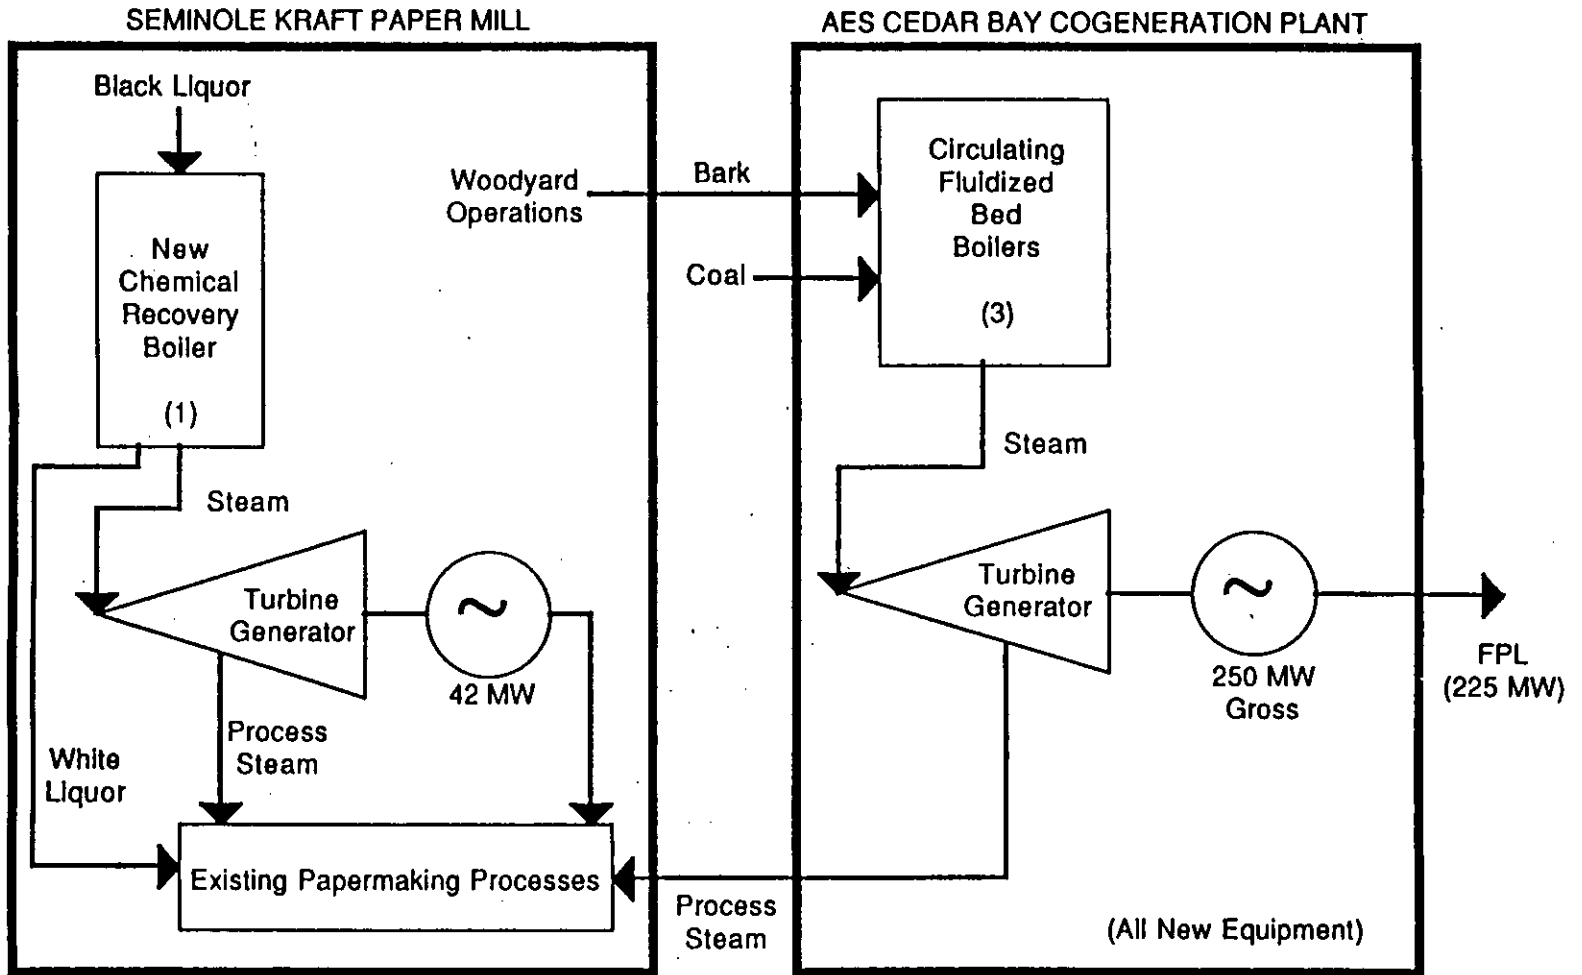 SEMINOLE KRAFT PAPER MILL
Black Liquor
New
Chemical
Recovery
Boiler
(1)
Woodyard
Operations
Steam
Turbine
Generator
~
42 MW
Process
Steam
White
Liquor
Existing Papermaking Processes
Bark
Coal
Process
Steam
AES CEDAR BAY COGENERATION PLANT
Circulating
Fluidized
Bed
Boilers
(3)
Steam
Turbine
Generator
~
250 MW
Gross
FPL
(225 MW)
(All New Equipment)